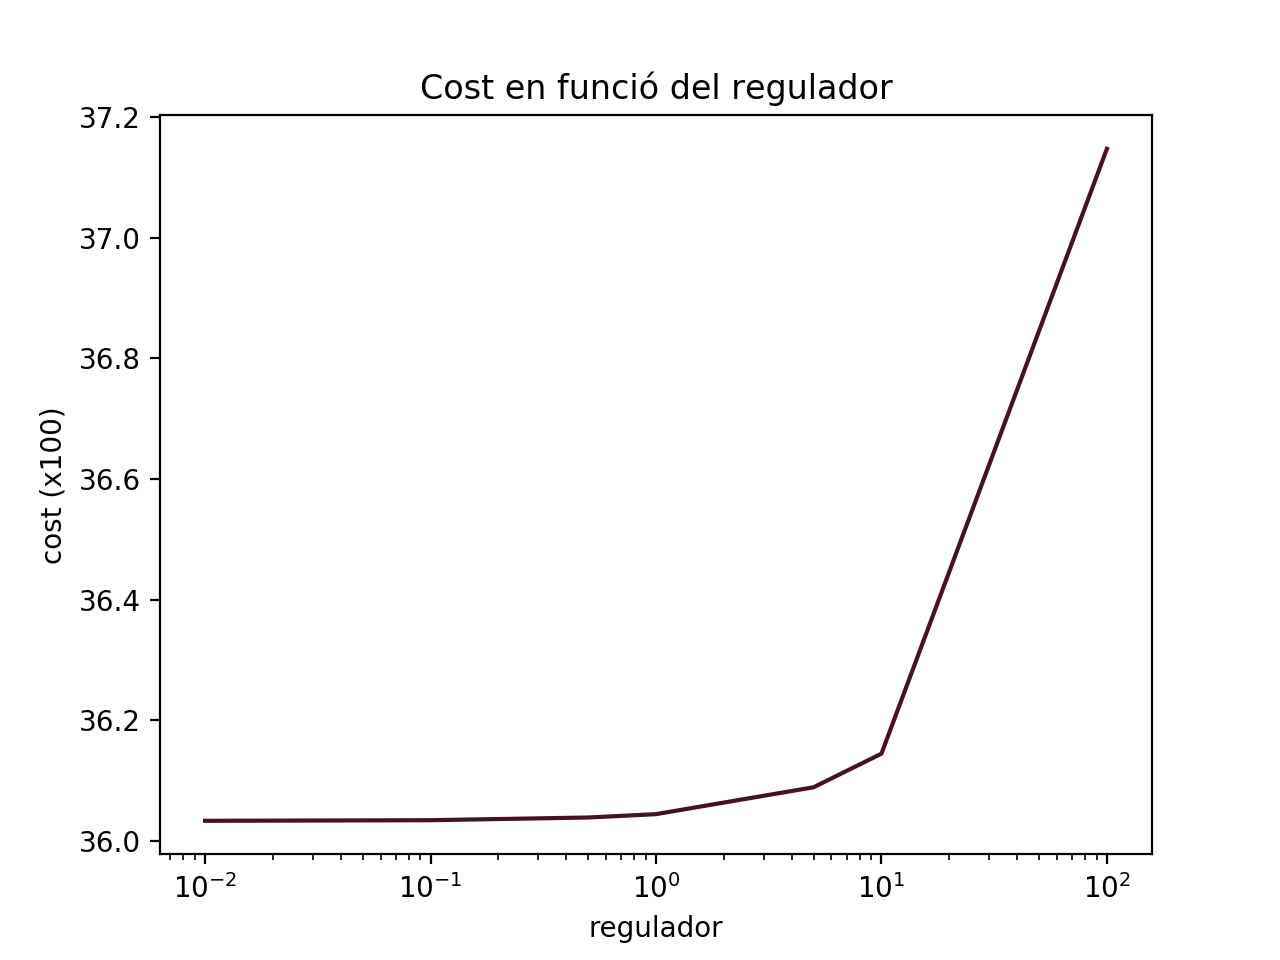 Cost en funció del regulador
37.2
37.0
36.8
36.6
36.4
36.2
36.0
cost (x100)
10⁻² 10⁻¹ 10⁰ 10¹ 10²
regulador